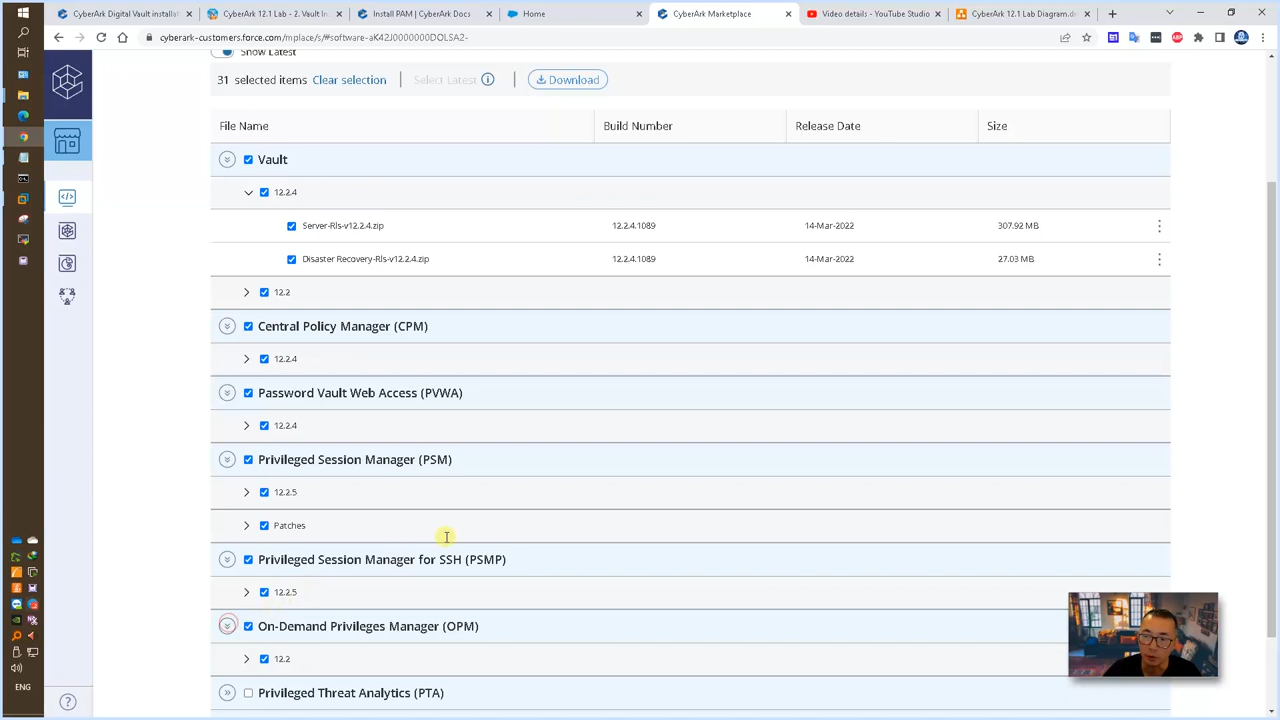 CyberArk Digital Vault installat
CyberArk 12.1 Lab 2. Vault In
Install PAM | CyberArk
Home
CyberArk Marketplace
Video details - YouTube Studio
CyberArk 12.1 Lab Diagram.d
cyberark-customers.force.com/mplace/s/#software-aK42J0000000DOLSA2-
Show Latest
31 selected items
Clear selection
Select Latest
Download
File Name
Build Number
Release Date
Size
Vault
12.2.4
Server-Rls-v12.2.4.zip
12.2.4.1089
14-Mar-2022
307.92 MB
Disaster Recovery-Rls-v12.2.4.zip
12.2.4.1089
14-Mar-2022
27.03 MB
12.2
Central Policy Manager (CPM)
12.2.4
Password Vault Web Access (PVWA)
12.2.4
Privileged Session Manager (PSM)
12.2.5
Patches
Privileged Session Manager for SSH (PSMP)
12.2.5
On-Demand Privileges Manager (OPM)
12.2
Privileged Threat Analytics (PTA)
ENG